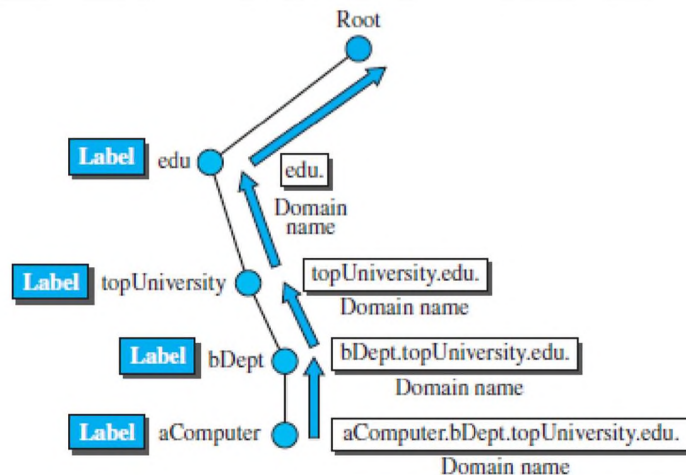 Root
Label edu
edu.
Domain
name
Label topUniversity
topUniversity.edu.
Domain name
Label bDept
bDept.topUniversity.edu.
Domain name
Label aComputer
aComputer.bDept.topUniversity.edu.
Domain name